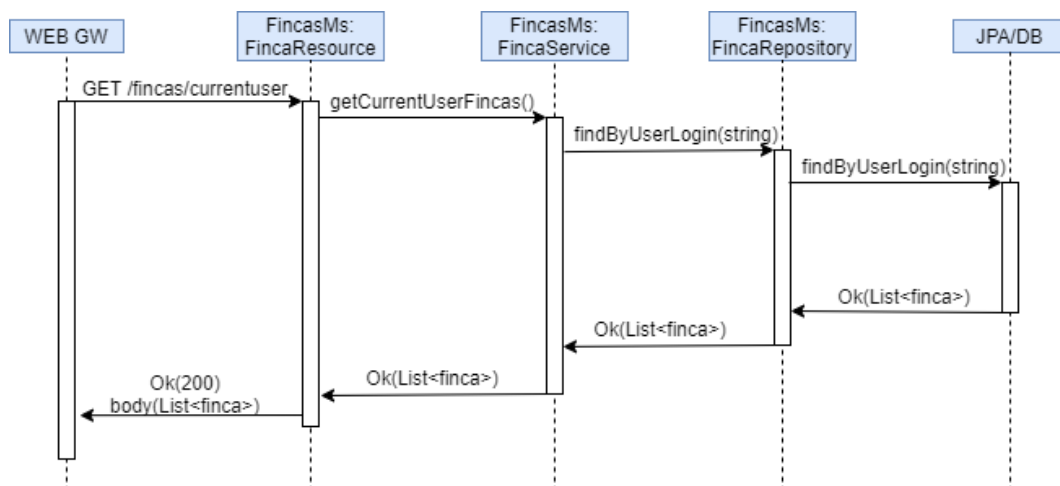 WEB GW
FincasMs:
FincaResource
FincasMs:
FincaService
FincasMs:
FincaRepository
JPA/DB
GET /fincas/currentuser
getCurrentUserFincas()
findByUserLogin(string)
findByUserLogin(string)
Ok(List<finca>)
Ok(List<finca>)
Ok(List<finca>)
Ok(200)
body(List<finca>)